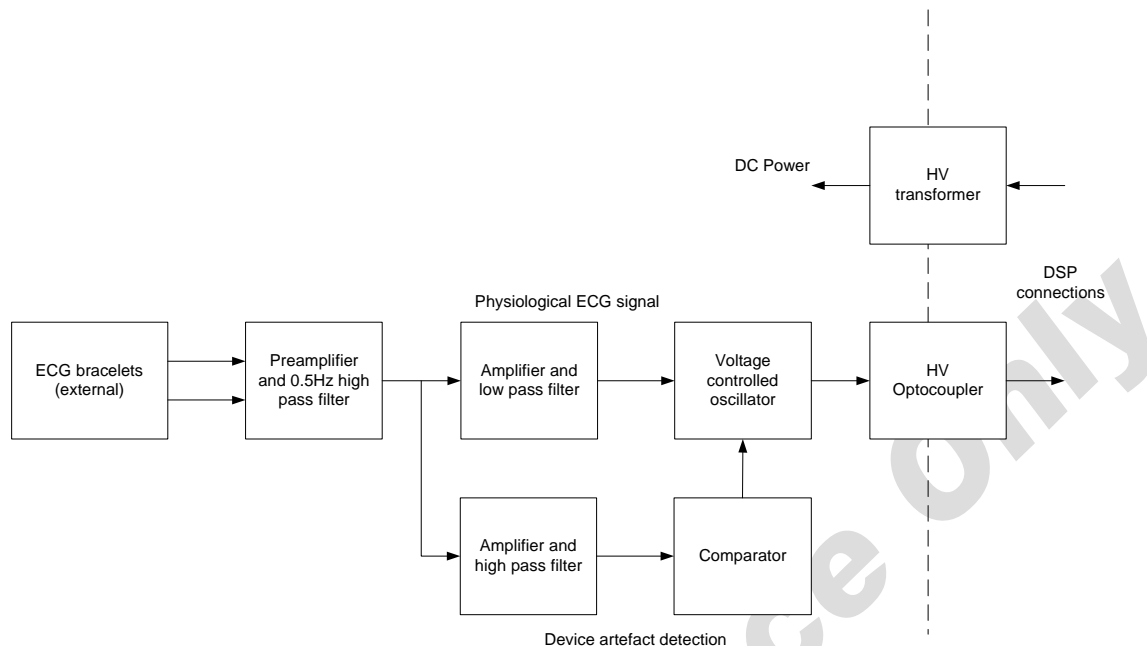 DC Power
HV
transformer
DSP
connections
Physiological ECG signal
ECG bracelets
(external)
Preamplifier
and 0.5Hz high
pass filter
Amplifier and
low pass filter
Voltage
controlled
oscillator
HV
Optocoupler
Amplifier and
high pass filter
Comparator
Device artefact detection
ce Only